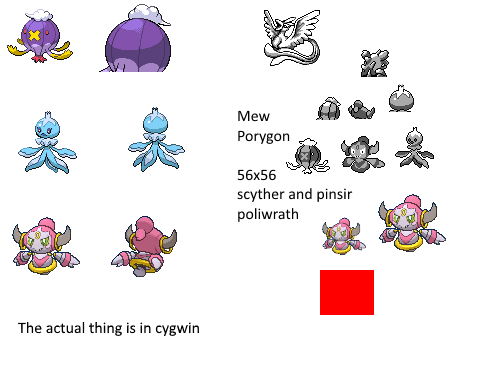 Mew
Porygon
56x56
scyther and pinsir
poliwrath
The actual thing is in cygwin